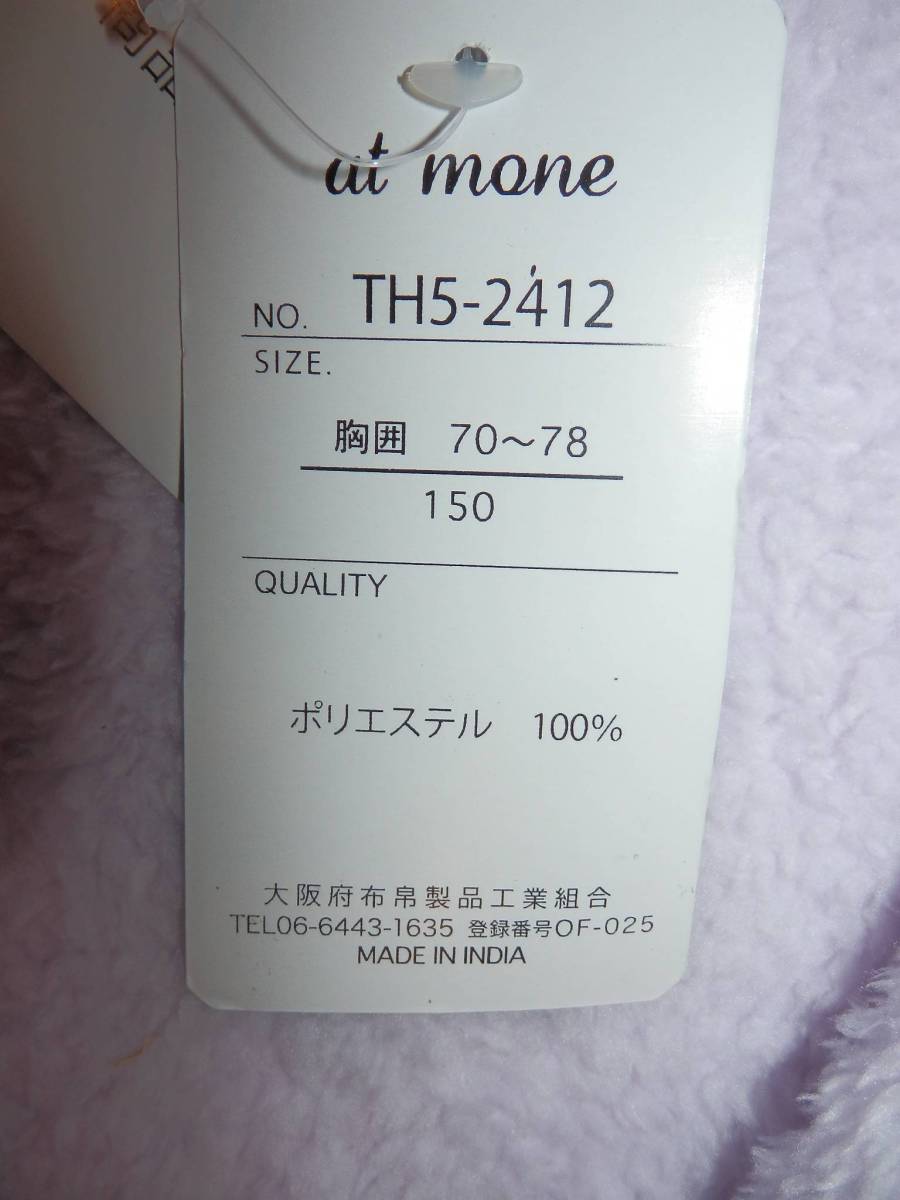 at mone
NO. TH5-2412
SIZE.
胸囲 70～78
150
QUALITY
ポリエステル 100%
大阪府布帛製品工業組合
TEL06-6443-1635 登録番号OF-025
MADE IN INDIA